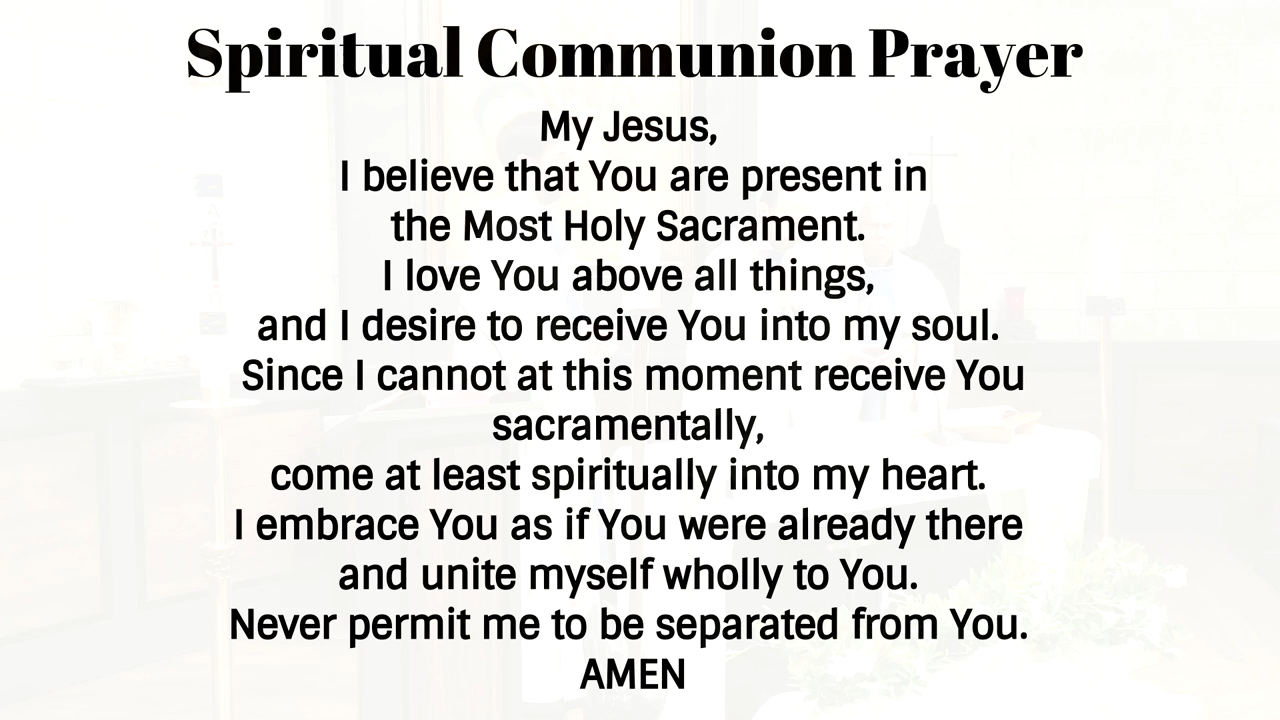 Spiritual Communion Prayer
My Jesus,
I believe that You are present in
the Most Holy Sacrament.
I love You above all things,
and I desire to receive You into my soul.
Since I cannot at this moment receive You
sacramentally,
come at least spiritually into my heart.
I embrace You as if You were already there
and unite myself wholly to You.
Never permit me to be separated from You.
AMEN